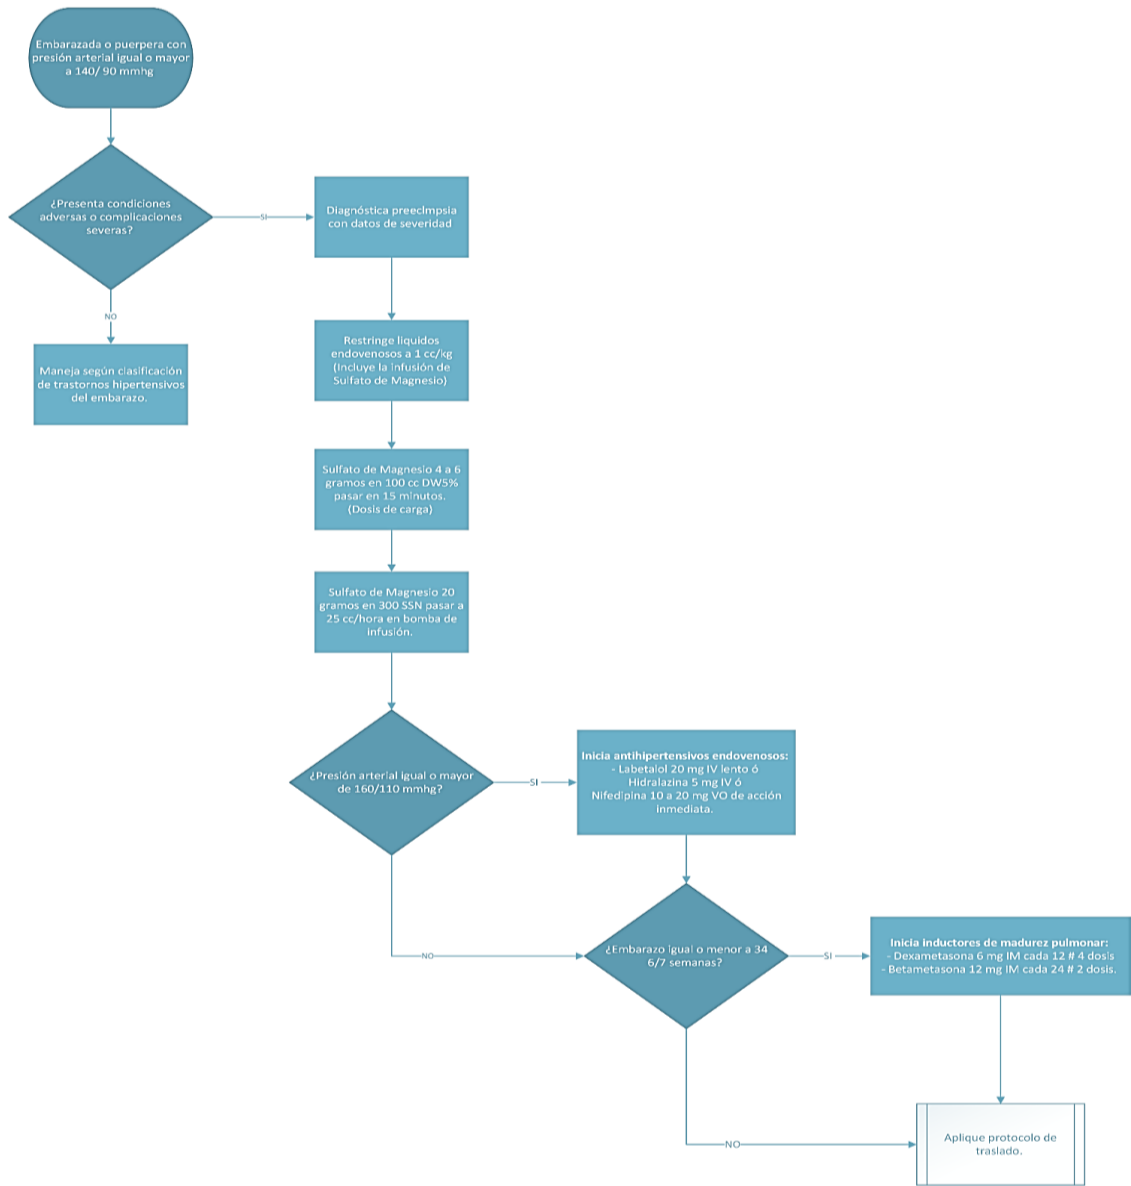 Embarazada o puerpera con
presión arterial igual o mayor
a 140/ 90 mmhg
¿Presenta condiciones
adversas o complicaciones
severas?
SI
Diagnóstica preeclmpsia
con datos de severidad
NO
Maneja según clasificación
de trastornos hipertensivos
del embarazo.
Restringe liquidos
endovenosos a 1 cc/kg
(Incluye la infusión de
Sulfato de Magnesio)
Sulfato de Magnesio 4 a 6
gramos en 100 cc DW5%
pasar en 15 minutos.
(Dosis de carga)
Sulfato de Magnesio 20
gramos en 300 SSN pasar a
25 cc/hora en bomba de
infusión.
¿Presión arterial igual o mayor
de 160/110 mmhg?
SI
Inicia antihipertensivos endovenosos:
- Labetalol 20 mg IV lento ó
Hidralazina 5 mg IV ó
Nifedipina 10 a 20 mg VO de acción
inmediata.
NO
¿Embarazo igual o menor a 34
6/7 semanas?
SI
Inicia inductores de madurez pulmonar:
- Dexametasona 6 mg IM cada 12 # 4 dosis
- Betametasona 12 mg IM cada 24 # 2 dosis.
NO
Aplique protocolo de
traslado.